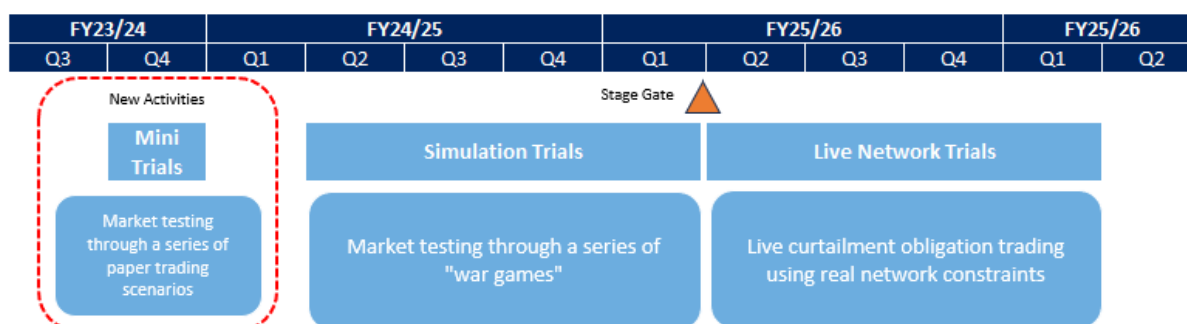 FY23/24 FY24/25 FY25/26 FY25/26
Q3 Q4 Q1 Q2 Q3 Q4 Q1 Q2 Q3 Q4 Q1 Q2
New Activities
Stage Gate
Mini
Trials
Simulation Trials
Live Network Trials
Market testing
through a series of
paper trading
scenarios
Market testing through a series of
"war games"
Live curtailment obligation trading
using real network constraints